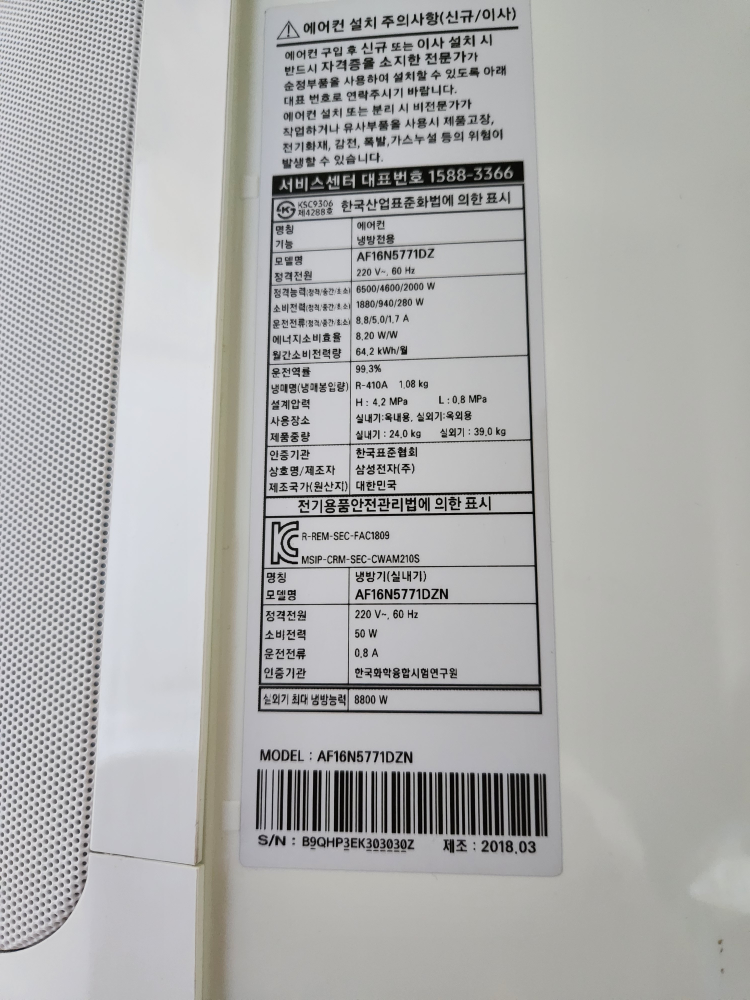 에어컨 설치 주의사항(신규/이사)
에어컨 구입 후 신규 또는 이사 설치 시
반드시 자격증을 소지한 전문가가
순정부품을 사용하여 설치할 수 있도록 아래
대표 번호로 연락주시기 바랍니다.
에어컨 설치 또는 분리 시 비전문가가
작업하거나 유사부품을 사용시 제품고장,
전기화재, 감전, 폭발,가스누설 등의 위험이
발생할 수 있습니다.
서비스센터 대표번호 1588-3366
KSC9306
제4288호 한국산업표준화법에 의한 표시
명칭 에어컨
기능 냉방전용
모델명 AF16N5771DZ
정격전원 220 V~, 60 Hz
정격능력(정격/중간/최소) 6500/4600/2000 W
소비전력(정격/중간/최소) 1880/940/280 W
운전전류(정격/중간/최소) 8.8/5.0/1.7 A
에너지소비효율 8.20 W/W
월간소비전력량 64.2 kWh/월
운전역률 99.3%
냉매명(냉매봉입량) R-410A 1.08 kg
설계압력 H : 4.2 MPa L : 0.8 MPa
사용장소 실내기:옥내용, 실외기:옥외용
제품중량 실내기 : 24.0 kg 실외기 : 39.0 kg
인증기관 한국표준협회
상호명/제조자 삼성전자(주)
제조국가(원산지) 대한민국
전기용품안전관리법에 의한 표시
R-REM-SEC-FAC1809
MSIP-CRM-SEC-CWAM210S
명칭 냉방기(실내기)
모델명 AF16N5771DZN
정격전원 220 V~, 60 Hz
소비전력 50 W
운전전류 0.8 A
인증기관 한국화학융합시험연구원
실외기 최대 냉방능력 8800 W
MODEL : AF16N5771DZN
S/N : B9QHP3EK303030Z 제조 : 2018.03